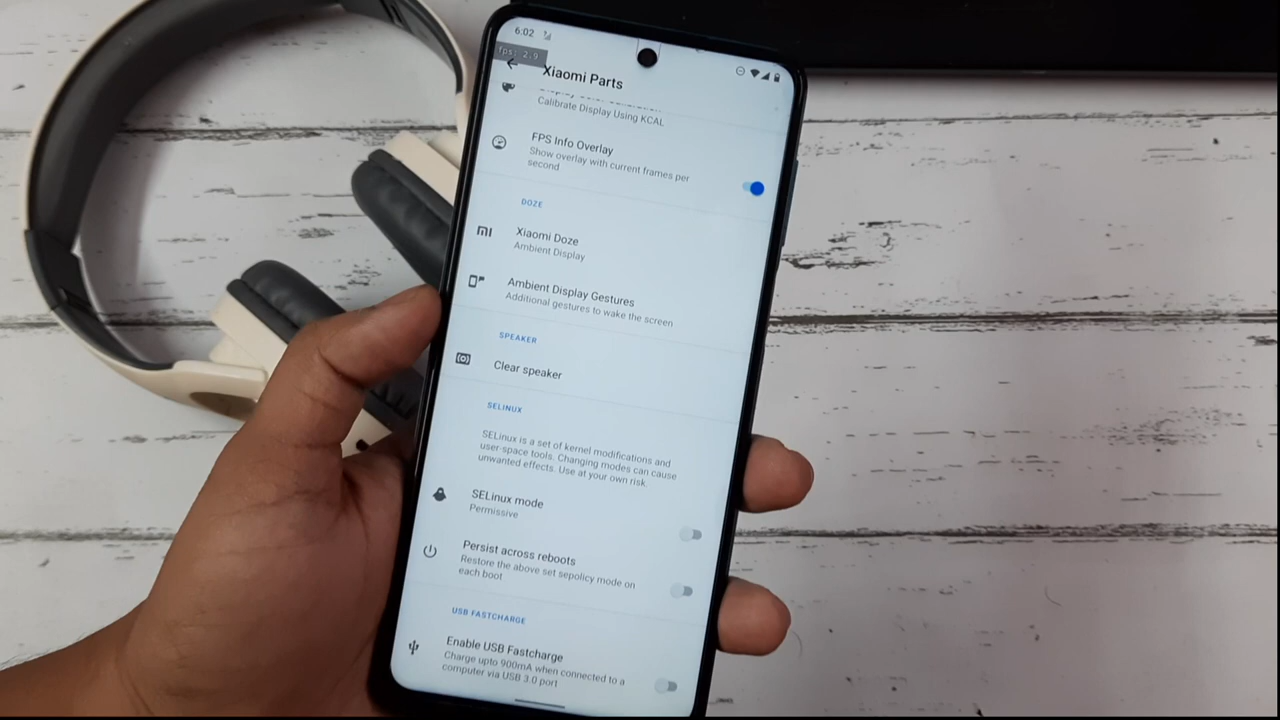 6:02
fps: 2.9
Xiaomi Parts
Calibrate Display Using KCAL
FPS Info Overlay
Show overlay with current frames per
second
DOZE
Xiaomi Doze
Ambient Display
Ambient Display Gestures
Additional gestures to wake the screen
SPEAKER
Clear speaker
SELINUX
SELinux is a set of kernel modifications and
user-space tools. Changing modes can cause
unwanted effects. Use at your own risk.
SELinux mode
Permissive
Persist across reboots
Restore the above set sepolicy mode on
each boot
USB FASTCHARGE
Enable USB Fastcharge
Charge upto 900mA when connected to a
computer via USB 3.0 port